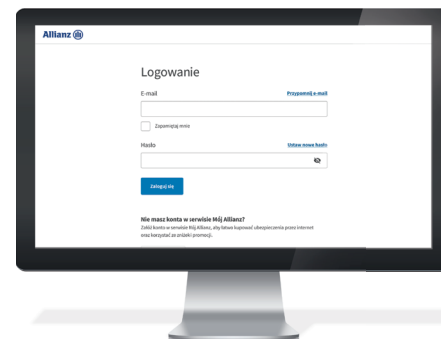 Allianz
Logowanie
E-mail
Przypomnij e-mail
Zapamiętaj mnie
Hasło
Ustaw nowe hasło
Zaloguj się
Nie masz konta w serwisie Mój Allianz?
Załóż konto w serwisie Mój Allianz, aby łatwo kupować ubezpieczenia przez internet
oraz korzystać ze zniżki i promocji.